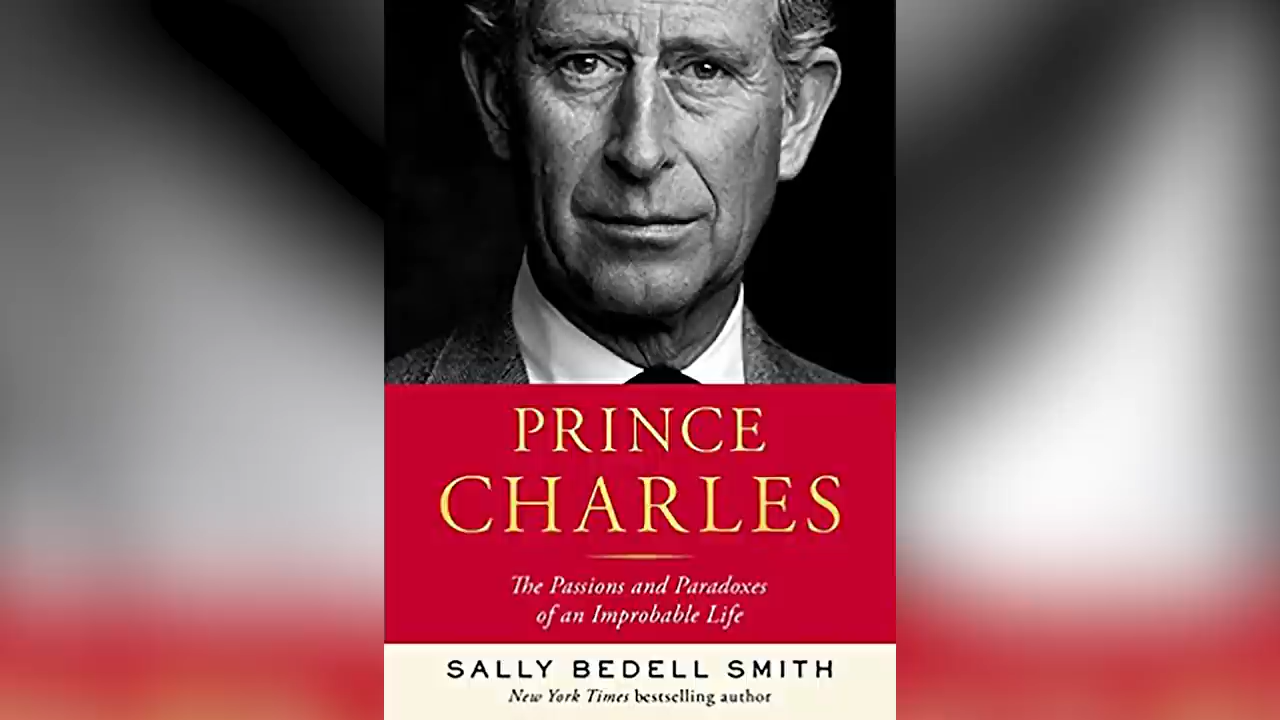 PRINCE
CHARLES
The Passions and Paradoxes
of an Improbable Life
SALLY BEDELL SMITH
New York Times bestselling author